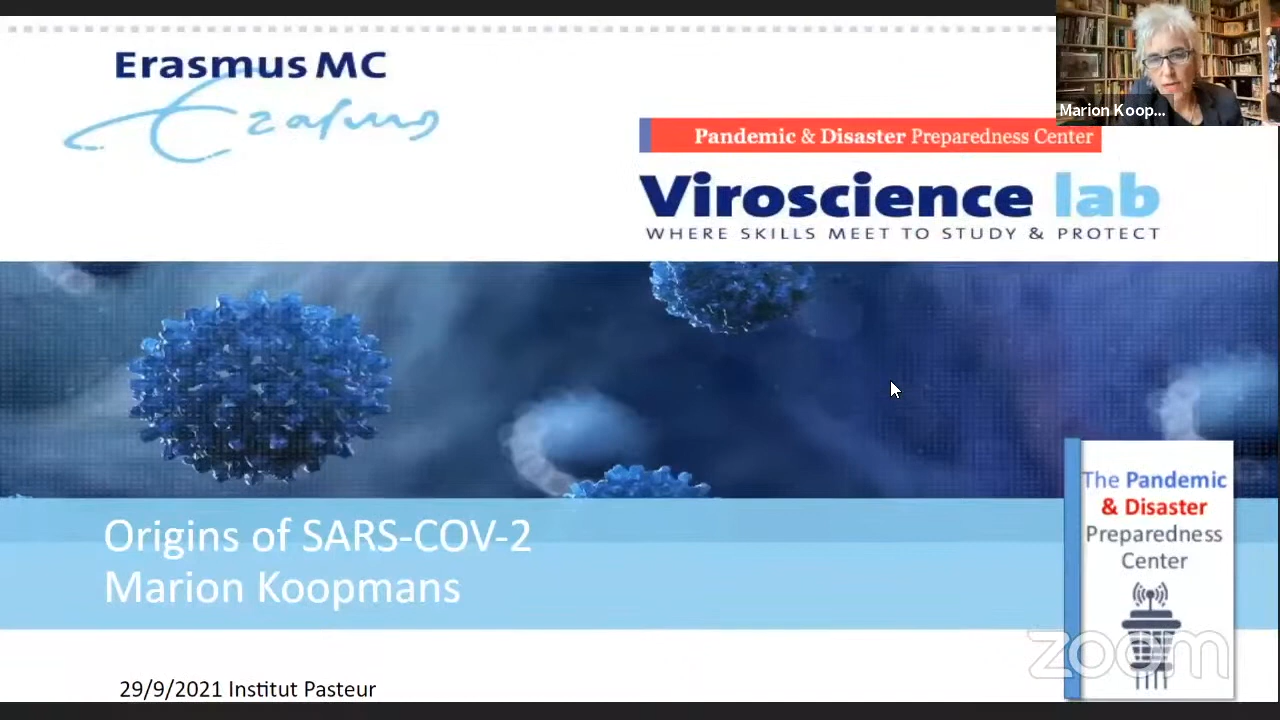 Erasmus MC
Erasmus
Marion Koop...
Pandemic & Disaster Preparedness Center
Viroscience lab
WHERE SKILLS MEET TO STUDY & PROTECT
The Pandemic
& Disaster
Preparedness
Center
Origins of SARS-COV-2
Marion Koopmans
zoom
29/9/2021 Institut Pasteur